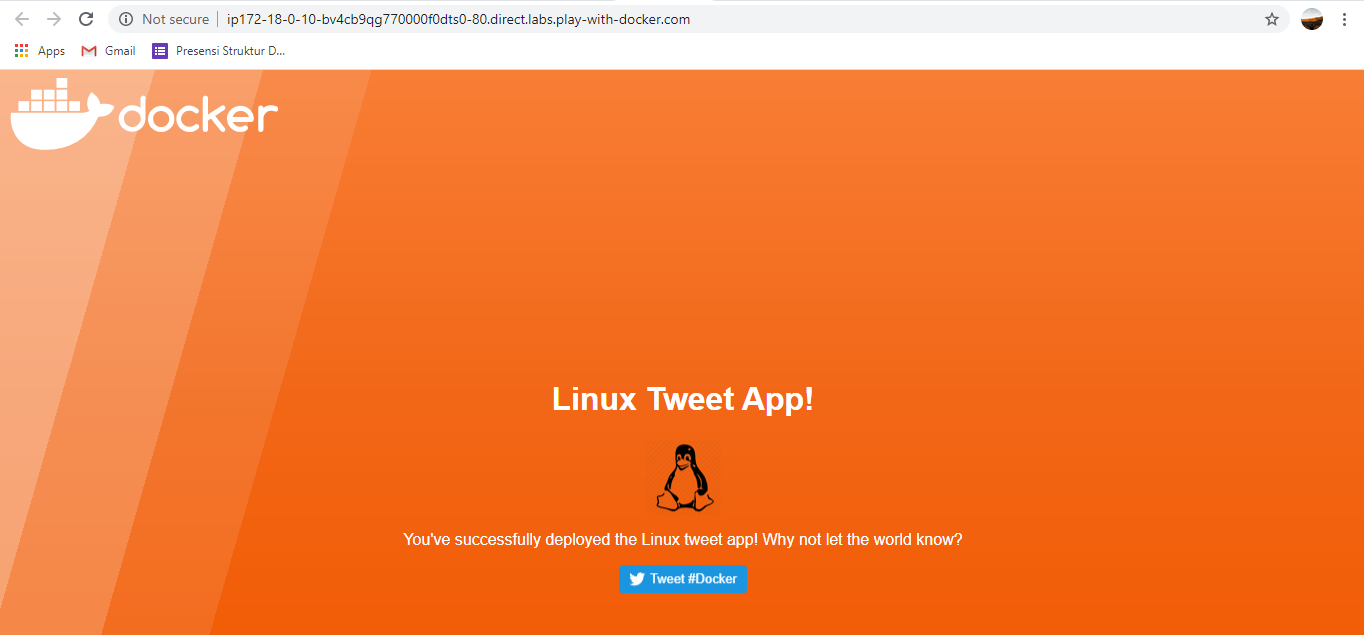 Not secure | ip172-18-0-10-bv4cb9qg770000f0dts0-80.direct.labs.play-with-docker.com
Apps Gmail Presensi Struktur D...
docker
Linux Tweet App!
You've successfully deployed the Linux tweet app! Why not let the world know?
Tweet #Docker